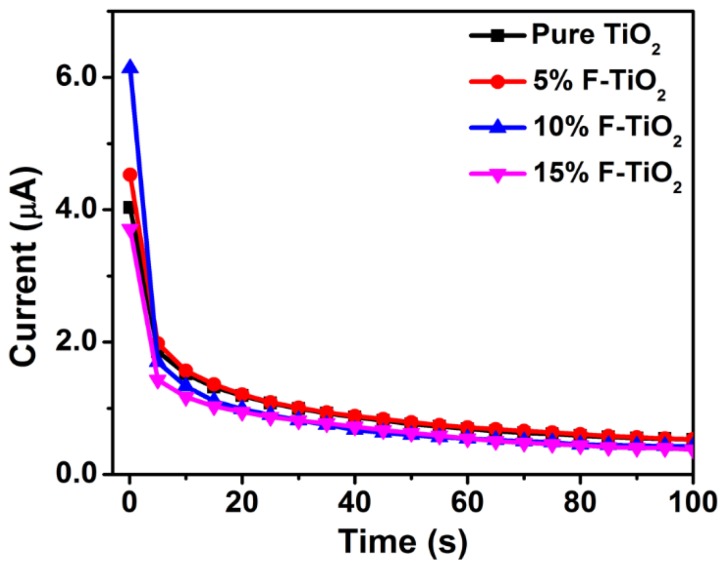 Pure TiO₂
5% F-TiO₂
10% F-TiO₂
15% F-TiO₂
6.0
4.0
2.0
0.0
Current (μA)
0 20 40 60 80 100
Time (s)